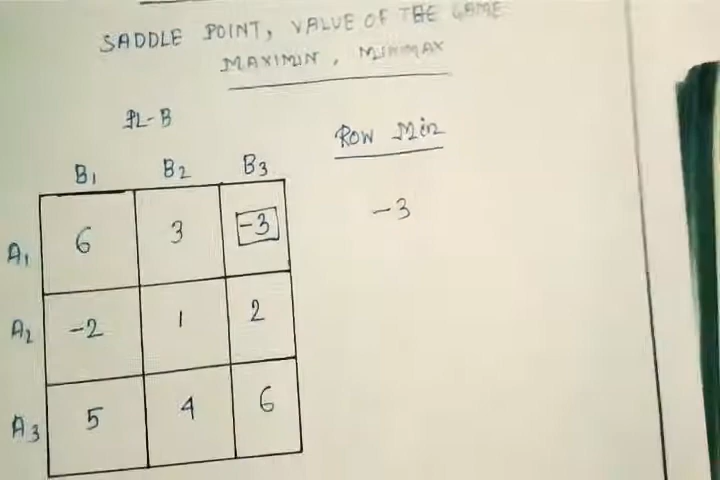 SADDLE POINT, VALUE OF THE GAME
MAXIMIN, MINIMAX
PL-B
Row Min
B1 B2 B3
A1 6 3 -3 -3
A2 -2 1 2
A3 5 4 6